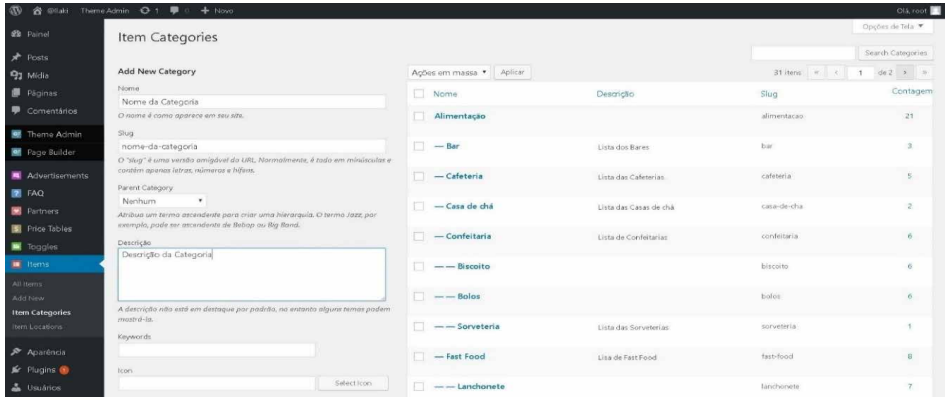 @llaki ThemeAdmin 1 0 + Novo Olá, root
Painel
Posts
Mídia
Páginas
Comentários
Theme Admin
Page Builder
Advertisements
FAQ
Partners
Price Tables
Toggles
Items
All Items
Add New
Item Categories
Item Locations
Aparência
Plugins 1
Usuários
Opções de Tela
Item Categories
Search Categories
Add New Category
Nome
Nome da Categoria
O nome é como aparece em seu site.
Slug
nome-da-categoria
O "slug" é uma versão amigável do URL. Normalmente, é todo em minúsculas e
contém apenas letras, números e hífens.
Parent Category
Nenhum
Atribua um termo ascendente para criar uma hierarquia. O termo Jazz, por
exemplo, pode ser ascendente de Bebop ou Big Band.
Descrição
Descrição da Categoria
A descrição não está em destaque por padrão, no entanto alguns temas podem
mostrá-la.
Keywords
Icon
Select Icon
Ações em massa Aplicar 31 itens « ‹ 1 de 2 › »
Nome Descrição Slug Contagem
Alimentação alimentacao 21
— Bar Lista dos Bares bar 3
— Cafeteria Lista das Cafeterias cafeteria 5
— Casa de chá Lista das Casas de chá casa-de-cha 2
— Confeitaria Lista de Confeitarias confeitaria 6
— — Biscoito biscoito 6
— — Bolos bolos 6
— — Sorveteria Lista das Sorveterias sorveteria 1
— Fast Food Lisa de Fast Food fast-food 8
— — Lanchonete lanchonete 7